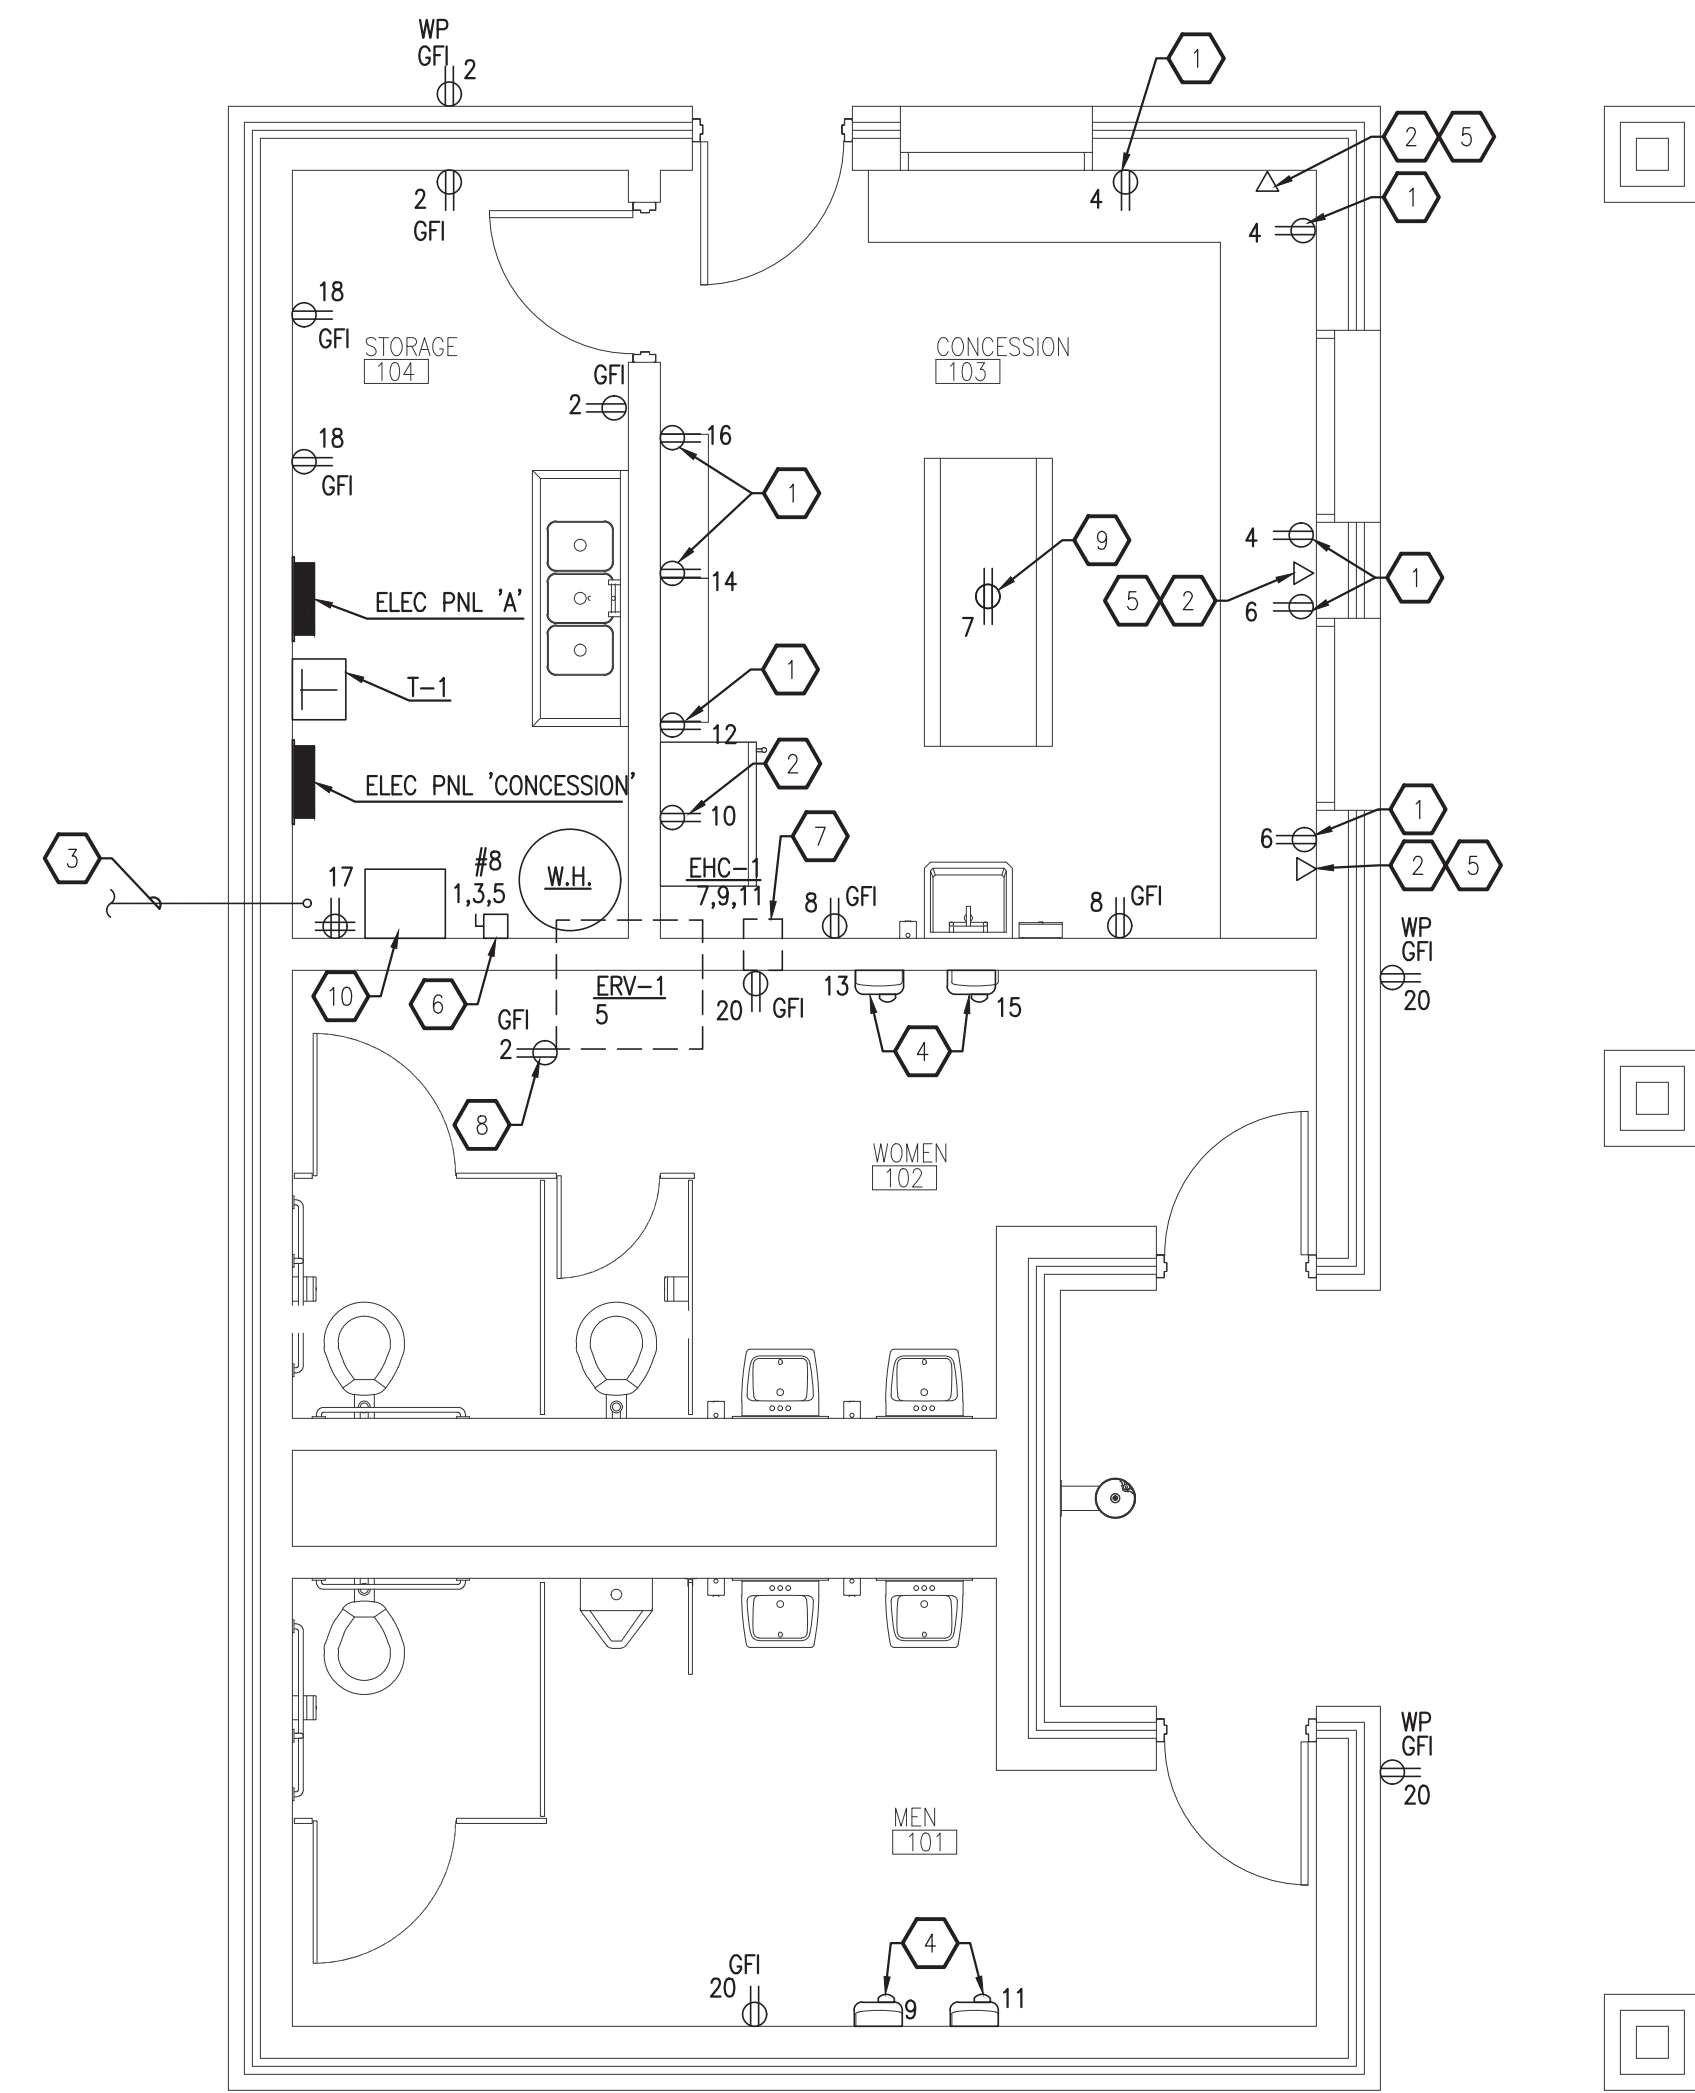 WP
GFI
2
1
2 5
2
GFI
4
1
4
18
GFI
STORAGE
104
CONCESSION
103
GFI
2
16
18
GFI
1
14
9
7
4
5 2
1
6
ELEC PNL 'A'
T-1
1
12
ELEC PNL 'CONCESSION'
2
10
7
1
6
2 5
3
17
#8
1,3,5
W.H.
EHC-1
7,9,11
8 GFI
8 GFI
WP
GFI
20
10
6
ERV-1
5
20 GFI
13
15
4
GFI
2
8
WOMEN
102
WP
GFI
20
MEN
101
4
GFI
20
9
11